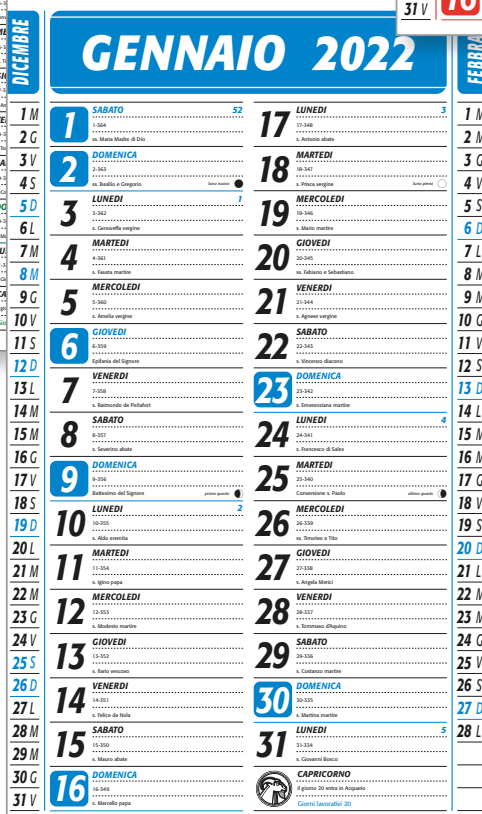 DICEMBRE
1 M
2 G
3 V
4 S
5 D
6 L
7 M
8 M
9 G
10 V
11 S
12 D
13 L
14 M
15 M
16 G
17 V
18 S
19 D
20 L
21 M
22 M
23 G
24 V
25 S
26 D
27 L
28 M
29 M
30 G
31 V
GENNAIO 2022
1 SABATO 52
1-364
ss. Maria Madre di Dio
2 DOMENICA
2-363
ss. Basilio e Gregorio luna nuova
3 LUNEDI 1
3-362
s. Genoveffa vergine
4 MARTEDI
4-361
s. Fausta martire
5 MERCOLEDI
5-360
s. Amelia vergine
6 GIOVEDI
6-359
Epifania del Signore
7 VENERDI
7-358
s. Raimondo de Peñafort
8 SABATO
8-357
s. Severino abate
9 DOMENICA
9-356
Battesimo del Signore primo quarto
10 LUNEDI 2
10-355
s. Aldo eremita
11 MARTEDI
11-354
s. Igino papa
12 MERCOLEDI
12-353
s. Modesto martire
13 GIOVEDI
13-352
s. Ilario vescovo
14 VENERDI
14-351
s. Felice da Nola
15 SABATO
15-350
s. Mauro abate
16 DOMENICA
16-349
s. Marcello papa
17 LUNEDI 3
17-348
s. Antonio abate
18 MARTEDI
18-347
s. Prisca vergine luna piena
19 MERCOLEDI
19-346
s. Mario martire
20 GIOVEDI
20-345
ss. Fabiano e Sebastiano
21 VENERDI
21-344
s. Agnese vergine
22 SABATO
22-343
s. Vincenzo diacono
23 DOMENICA
23-342
s. Emerenziana martire
24 LUNEDI 4
24-341
s. Francesco di Sales
25 MARTEDI
25-340
Conversione s. Paolo ultimo quarto
26 MERCOLEDI
26-339
ss. Timoteo e Tito
27 GIOVEDI
27-338
s. Angela Merici
28 VENERDI
28-337
s. Tommaso d'Aquino
29 SABATO
29-336
s. Costanzo martire
30 DOMENICA
30-335
s. Martina martire
31 LUNEDI 5
31-334
s. Giovanni Bosco
CAPRICORNO
il giorno 20 entra in Acquario
Giorni lavorativi 20
31 V
16
FEBBRA
1 M
2 M
3 G
4 V
5 S
6 D
7 L
8 M
9 M
10 G
11 V
12 S
13 D
14 L
15 M
16 M
17 G
18 V
19 S
20 D
21 L
22 M
23 M
24 G
25 V
26 S
27 D
28 L